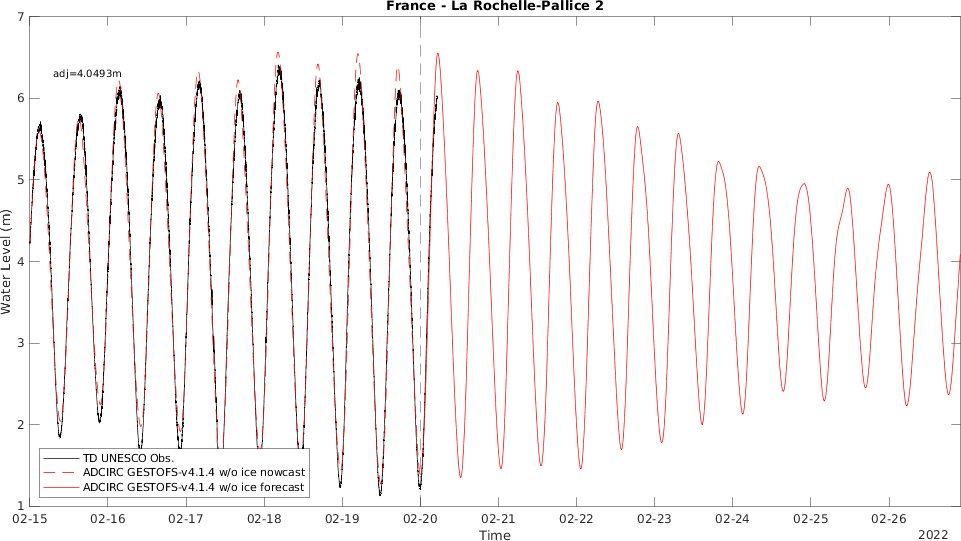 France - La Rochelle-Pallice 2
7
6
5
4
3
2
1
Water Level (m)
adj=4.0493m
TD UNESCO Obs.
ADCIRC GESTOFS-v4.1.4 w/o ice nowcast
ADCIRC GESTOFS-v4.1.4 w/o ice forecast
02-15 02-16 02-17 02-18 02-19 02-20 02-21 02-22 02-23 02-24 02-25 02-26
Time
2022